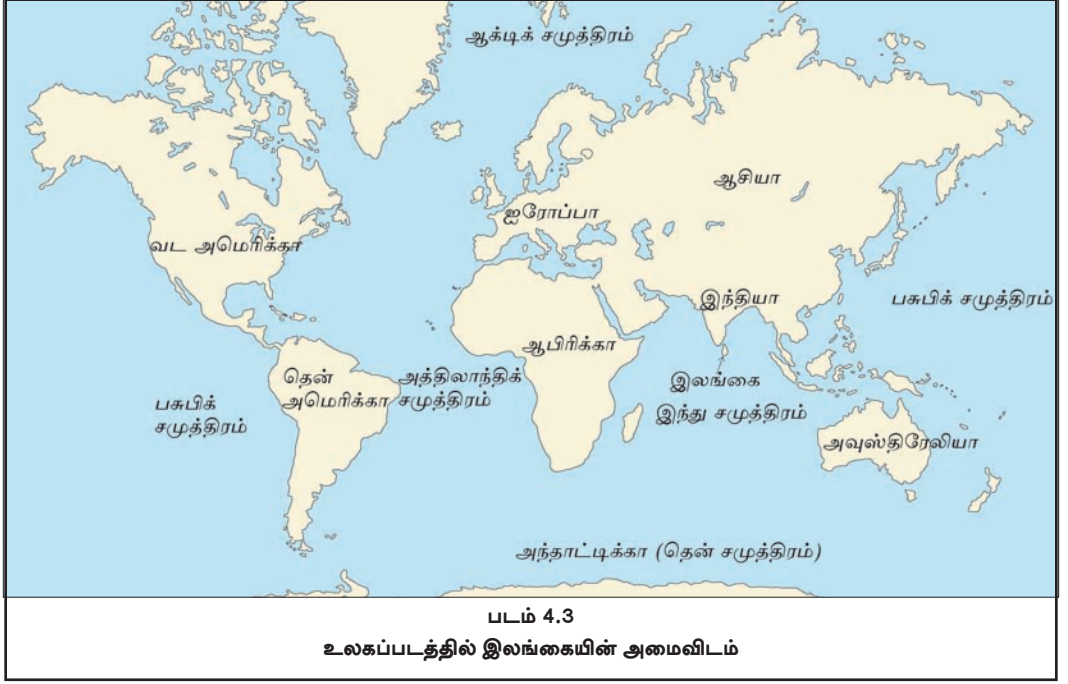 ஆக்டிக் சமுத்திரம்
ஆசியா
ஐரோப்பா
வட அமெரிக்கா
இந்தியா
பசுபிக் சமுத்திரம்
ஆபிரிக்கா
தென்
அமெரிக்கா
அத்திலாந்திக்
சமுத்திரம்
இலங்கை
இந்து சமுத்திரம்
பசுபிக்
சமுத்திரம்
அவுஸ்திரேலியா
அந்தாட்டிக்கா (தென் சமுத்திரம்)
படம் 4.3
உலகப்படத்தில் இலங்கையின் அமைவிடம்